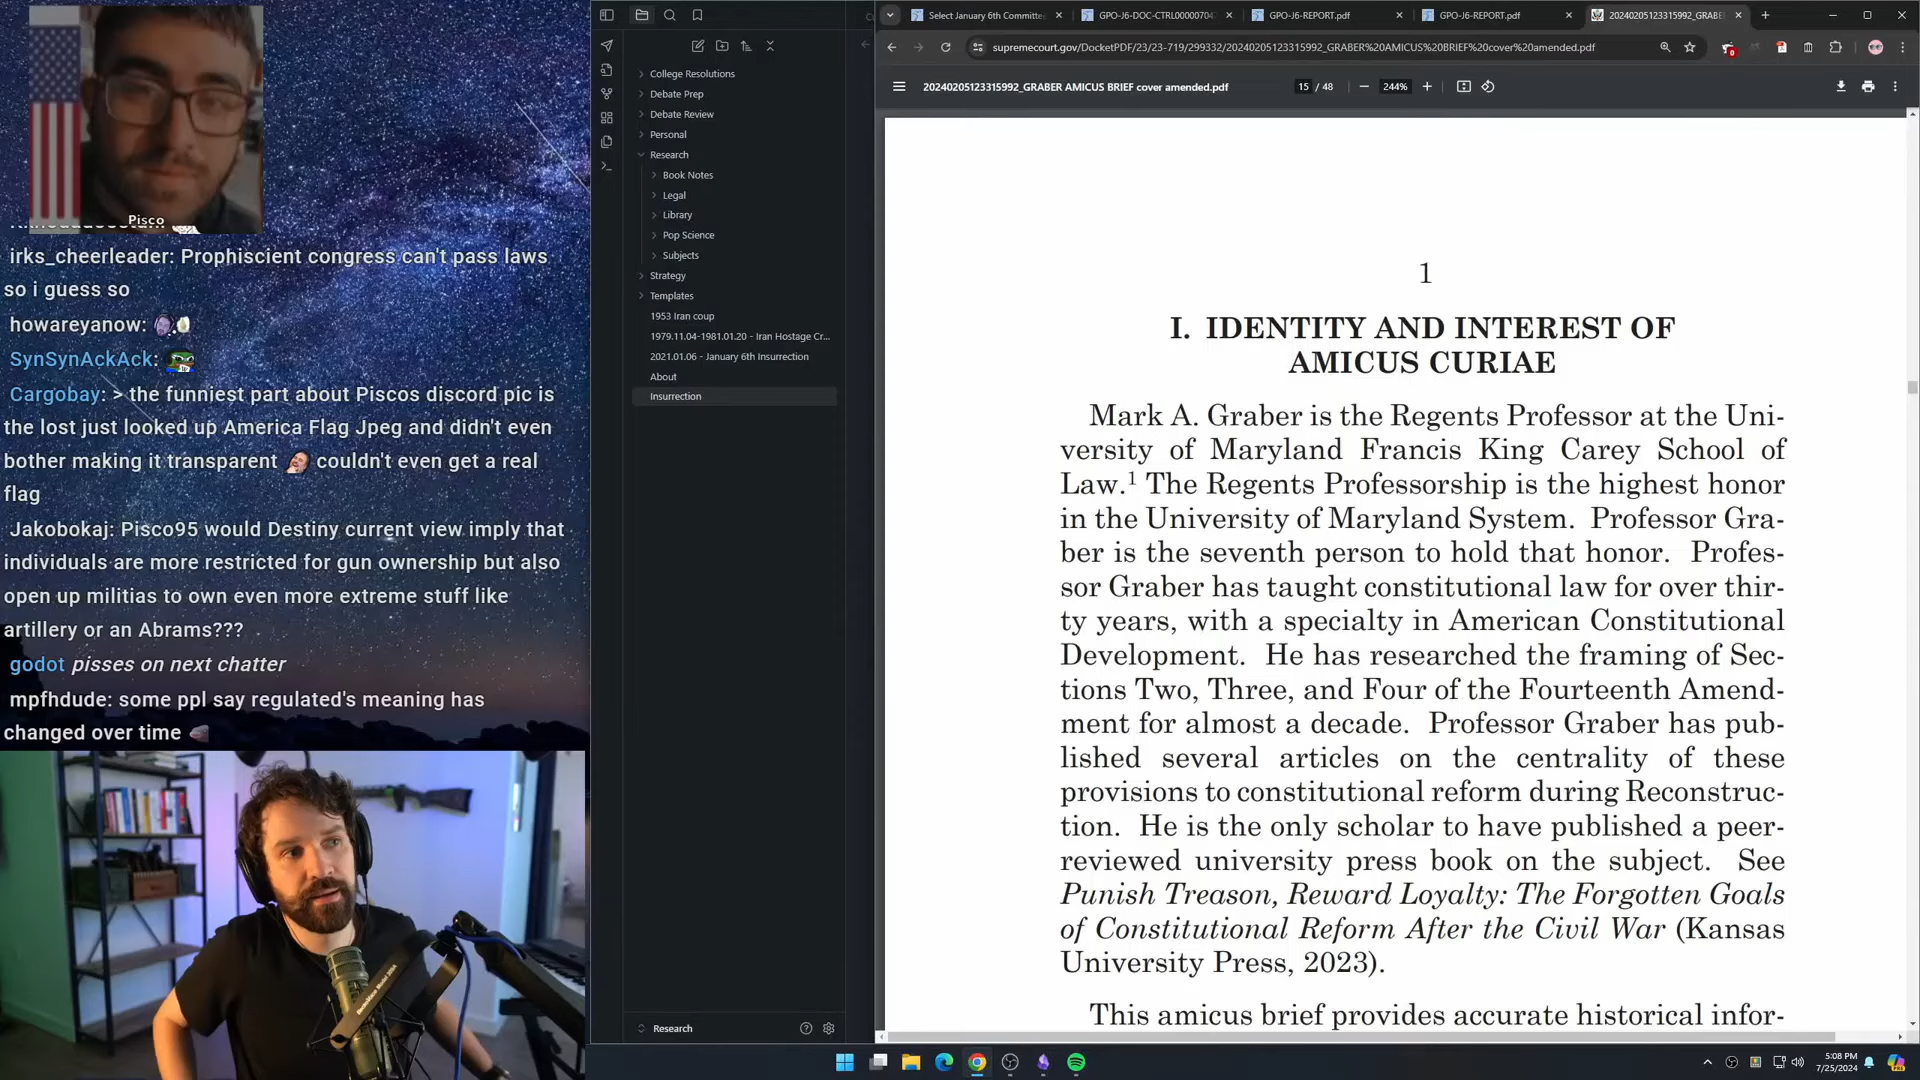 Pisco
irks_cheerleader: Prophiscient congress can't pass laws
so i guess so
howareyanow:
SynSynAckAck:
Cargobay: > the funniest part about Piscos discord pic is
the lost just looked up America Flag Jpeg and didn't even
bother making it transparent couldn't even get a real
flag
Jakobokaj: Pisco95 would Destiny current view imply that
individuals are more restricted for gun ownership but also
open up militias to own even more extreme stuff like
artillery or an Abrams???
godot pisses on next chatter
mpfhdude: some ppl say regulated's meaning has
changed over time
College Resolutions
Debate Prep
Debate Review
Personal
Research
Book Notes
Legal
Library
Pop Science
Subjects
Strategy
Templates
1953 Iran coup
1979.11.04-1981.01.20 - Iran Hostage Cr...
2021.01.06 - January 6th Insurrection
About
Insurrection
Research
Select January 6th Committe
GPO-J6-DOC-CTRL0000070
GPO-J6-REPORT.pdf
GPO-J6-REPORT.pdf
20240205123315992_GRABE
supremecourt.gov/DocketPDF/23/23-719/299332/20240205123315992_GRABER%20AMICUS%20BRIEF%20cover%20amended.pdf
20240205123315992_GRABER AMICUS BRIEF cover amended.pdf
15 / 48
244%
1
I. IDENTITY AND INTEREST OF
AMICUS CURIAE
Mark A. Graber is the Regents Professor at the Uni-
versity of Maryland Francis King Carey School of
Law.1 The Regents Professorship is the highest honor
in the University of Maryland System. Professor Gra-
ber is the seventh person to hold that honor. Profes-
sor Graber has taught constitutional law for over thir-
ty years, with a specialty in American Constitutional
Development. He has researched the framing of Sec-
tions Two, Three, and Four of the Fourteenth Amend-
ment for almost a decade. Professor Graber has pub-
lished several articles on the centrality of these
provisions to constitutional reform during Reconstruc-
tion. He is the only scholar to have published a peer-
reviewed university press book on the subject. See
Punish Treason, Reward Loyalty: The Forgotten Goals
of Constitutional Reform After the Civil War (Kansas
University Press, 2023).
This amicus brief provides accurate historical infor-
5:08 PM
7/25/2024